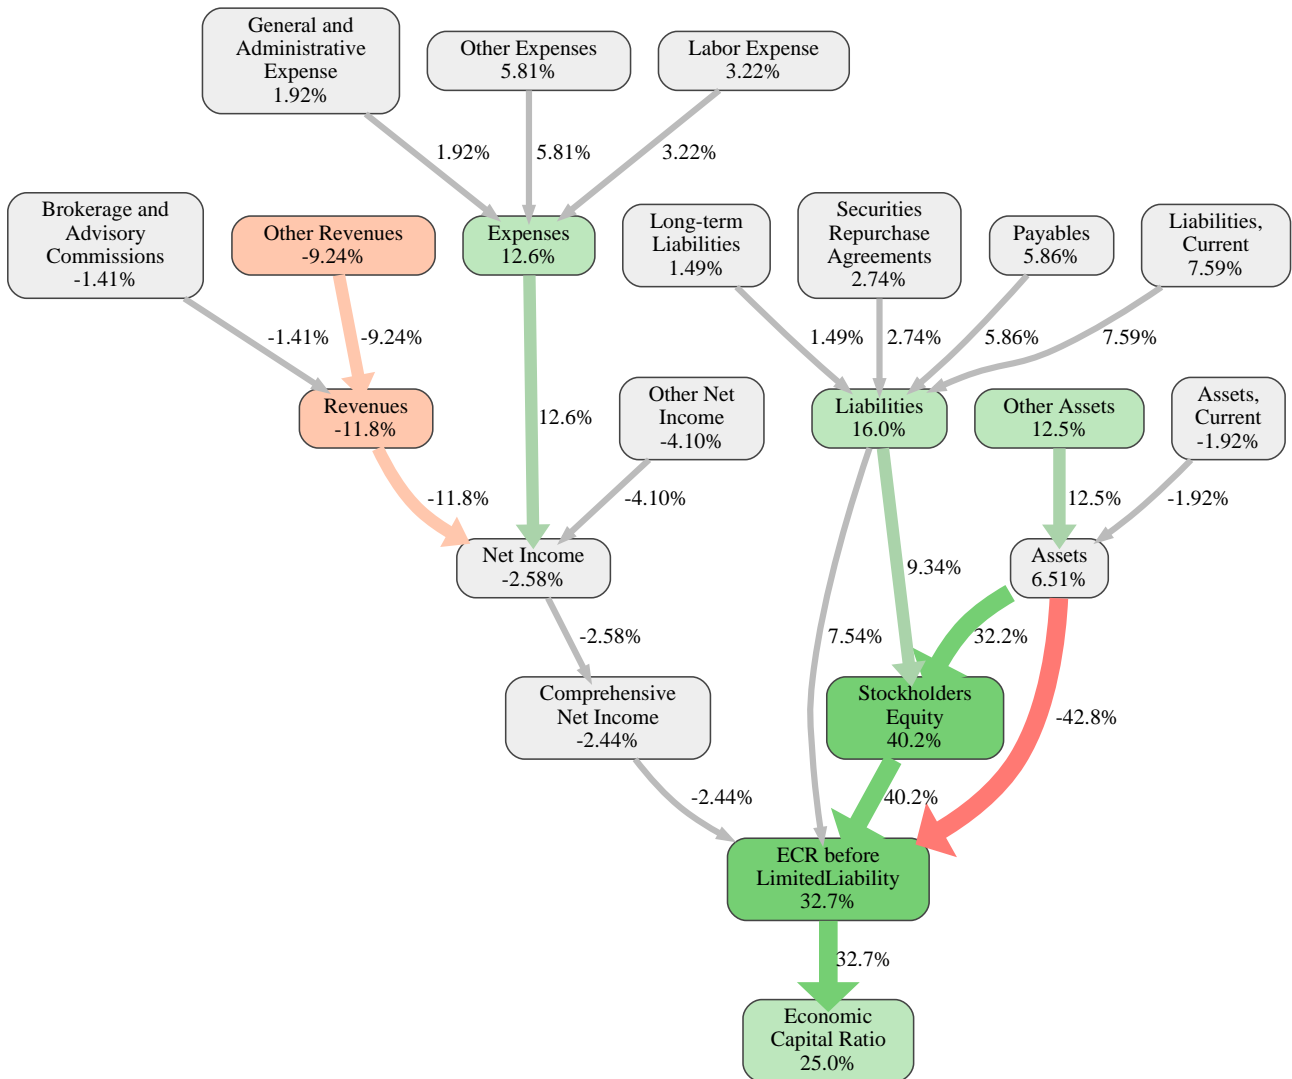 General and
Administrative
Expense
1.92%
Other Expenses
5.81%
Labor Expense
3.22%
1.92%
5.81%
3.22%
Brokerage and
Advisory
Commissions
-1.41%
Other Revenues
-9.24%
Expenses
12.6%
Long-term
Liabilities
1.49%
Securities
Repurchase
Agreements
2.74%
Payables
5.86%
Liabilities,
Current
7.59%
-1.41%
-9.24%
1.49%
2.74%
5.86%
7.59%
Revenues
-11.8%
12.6%
Other Net
Income
-4.10%
Liabilities
16.0%
Other Assets
12.5%
Assets,
Current
-1.92%
-11.8%
-4.10%
12.5%
-1.92%
Net Income
-2.58%
9.34%
Assets
6.51%
-2.58%
7.54%
32.2%
Comprehensive
Net Income
-2.44%
Stockholders
Equity
40.2%
-42.8%
-2.44%
40.2%
ECR before
LimitedLiability
32.7%
32.7%
Economic
Capital Ratio
25.0%